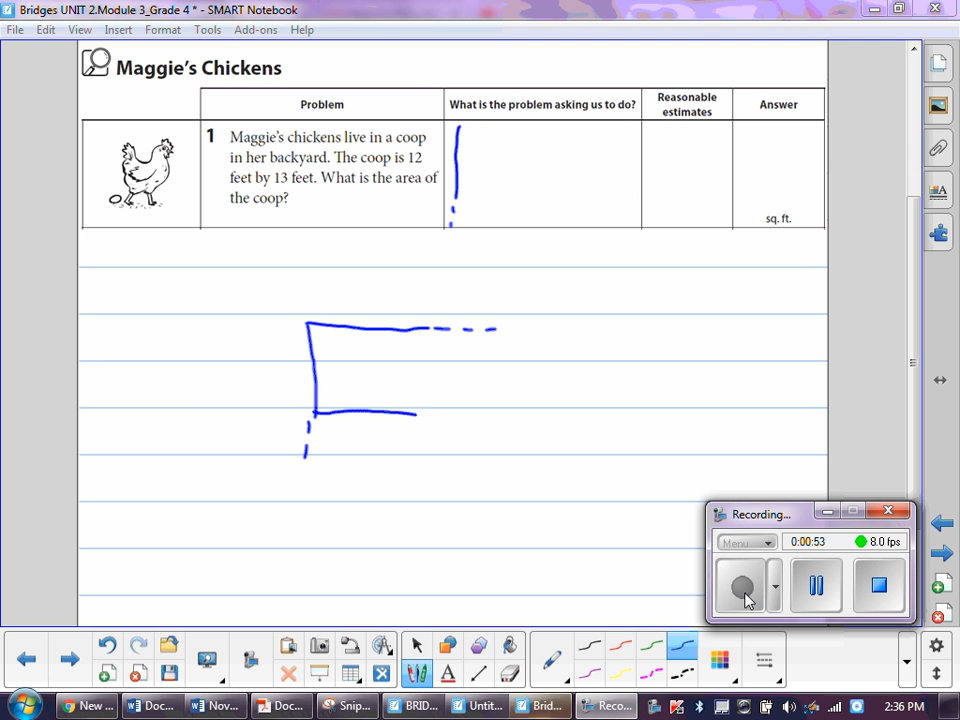 Bridges UNIT 2.Module 3_Grade 4 * - SMART Notebook
File Edit View Insert Format Tools Add-ons Help
Maggie's Chickens
Problem
What is the problem asking us to do?
Reasonable
estimates
Answer
1 Maggie's chickens live in a coop
in her backyard. The coop is 12
feet by 13 feet. What is the area of
the coop?
sq. ft.
Recording...
Menu
0:00:53
8.0 fps
A
New ...
Doc...
Nov...
Doc...
Snip...
BRID...
Untit...
Brid...
Reco...
2:36 PM